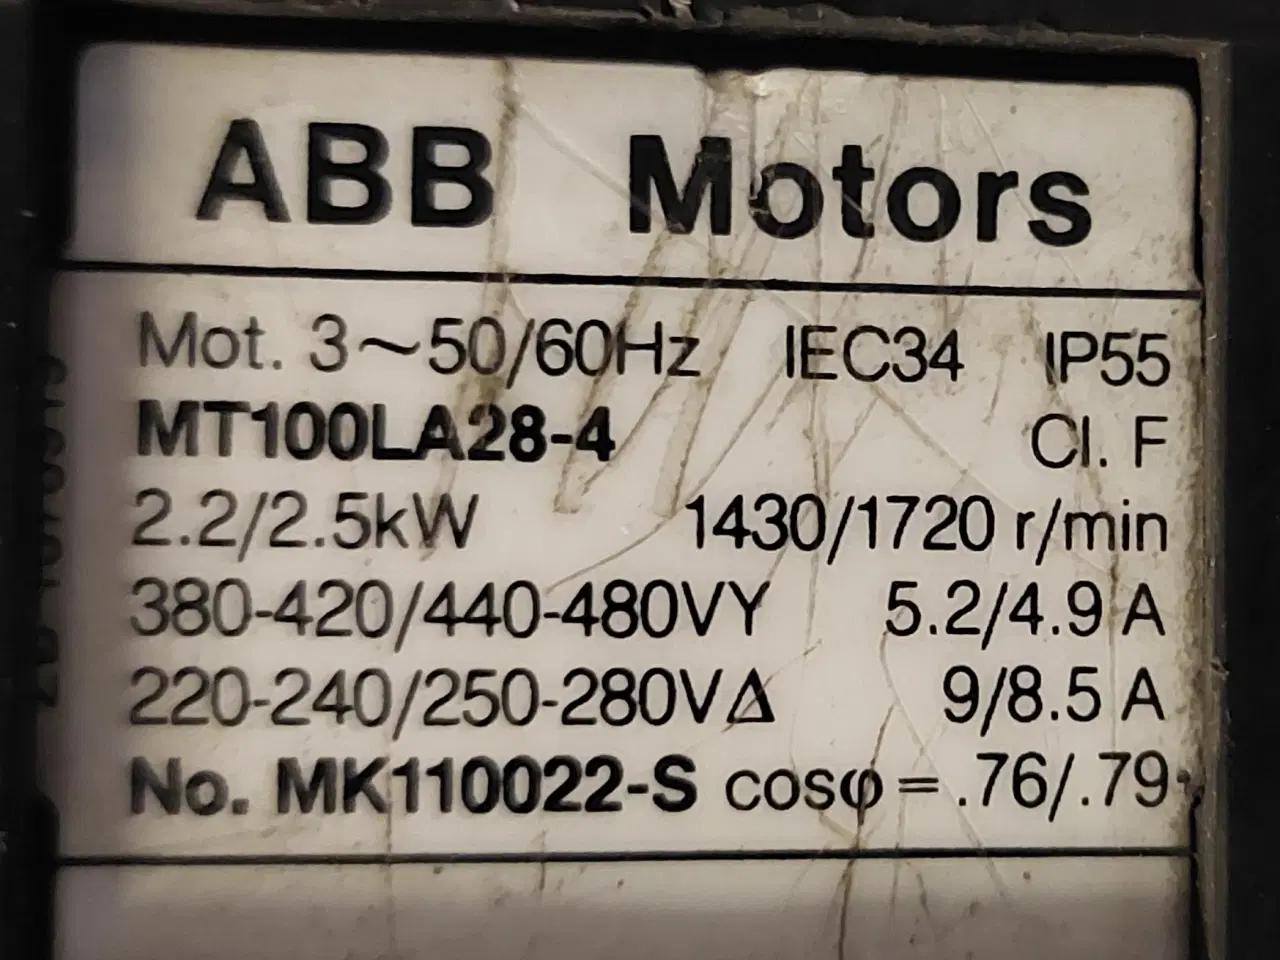 ABB Motors
Mot. 3~50/60Hz IEC34 IP55
MT100LA28-4 Cl. F
2.2/2.5kW 1430/1720 r/min
380-420/440-480VY 5.2/4.9 A
220-240/250-280VΔ 9/8.5 A
No. MK110022-S cosφ = .76/.79